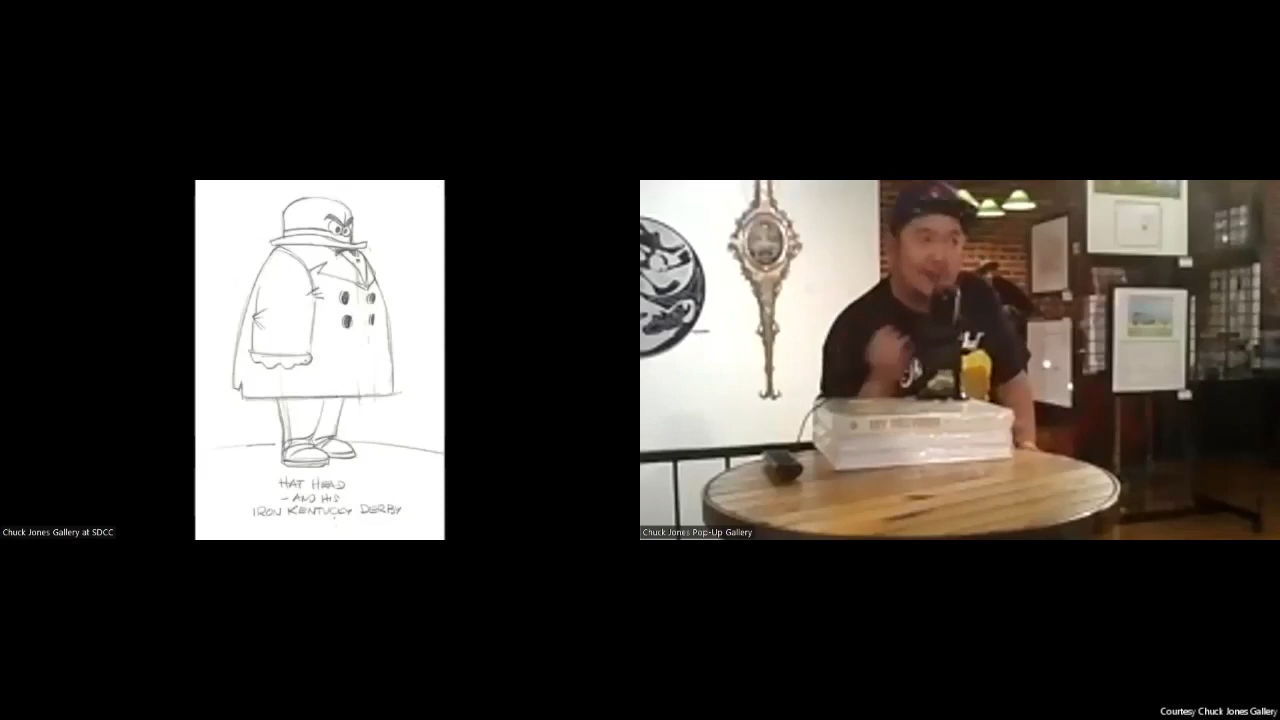 HAT HEAD
- AND HIS
IRON KENTUCKY DERBY
Chuck Jones Gallery at SDCC
Chuck Jones Pop-Up Gallery
Courtesy Chuck Jones Gallery